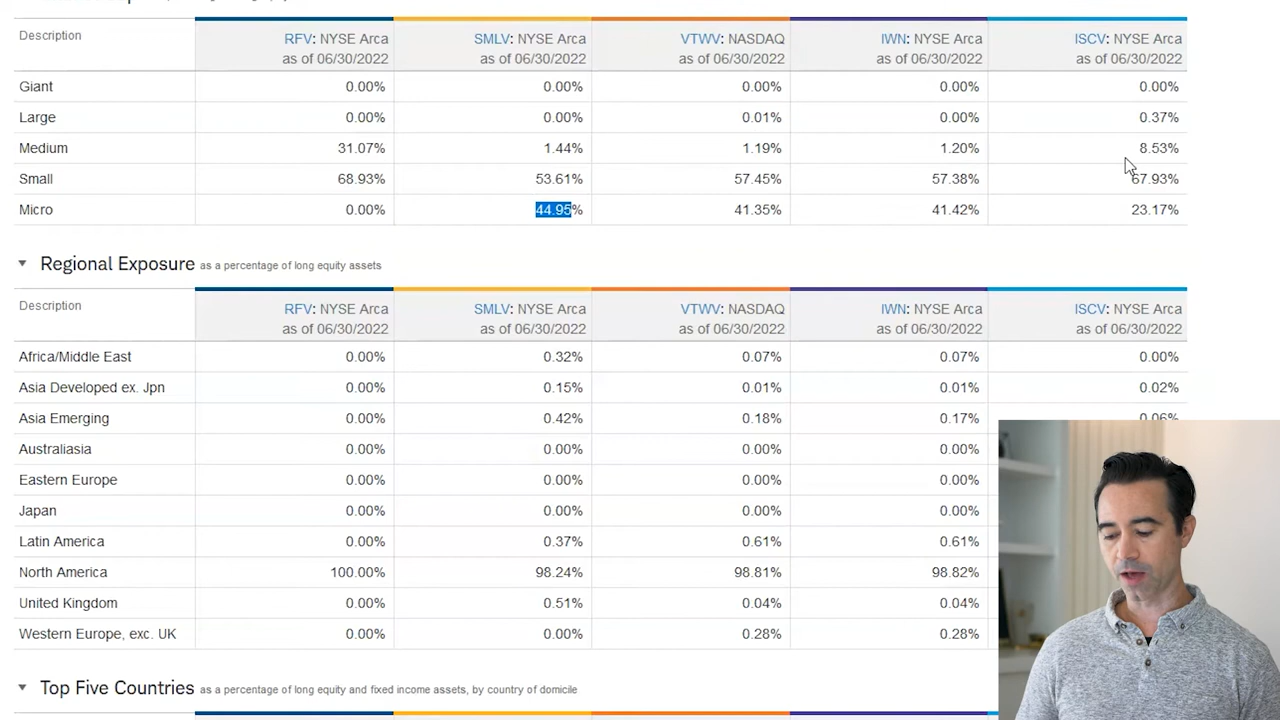 Description RFV: NYSE Arca SMLV: NYSE Arca VTWV: NASDAQ IWN: NYSE Arca ISCV: NYSE Arca
as of 06/30/2022 as of 06/30/2022 as of 06/30/2022 as of 06/30/2022 as of 06/30/2022
Giant 0.00% 0.00% 0.00% 0.00% 0.00%
Large 0.00% 0.00% 0.01% 0.00% 0.37%
Medium 31.07% 1.44% 1.19% 1.20% 8.53%
Small 68.93% 53.61% 57.45% 57.38% 67.93%
Micro 0.00% 44.95% 41.35% 41.42% 23.17%
Regional Exposure as a percentage of long equity assets
Description RFV: NYSE Arca SMLV: NYSE Arca VTWV: NASDAQ IWN: NYSE Arca ISCV: NYSE Arca
as of 06/30/2022 as of 06/30/2022 as of 06/30/2022 as of 06/30/2022 as of 06/30/2022
Africa/Middle East 0.00% 0.32% 0.07% 0.07% 0.00%
Asia Developed ex. Jpn 0.00% 0.15% 0.01% 0.01% 0.02%
Asia Emerging 0.00% 0.42% 0.18% 0.17% 0.06%
Australiasia 0.00% 0.00% 0.00% 0.00%
Eastern Europe 0.00% 0.00% 0.00% 0.00%
Japan 0.00% 0.00% 0.00% 0.00%
Latin America 0.00% 0.37% 0.61% 0.61%
North America 100.00% 98.24% 98.81% 98.82%
United Kingdom 0.00% 0.51% 0.04% 0.04%
Western Europe, exc. UK 0.00% 0.00% 0.28% 0.28%
Top Five Countries as a percentage of long equity and fixed income assets, by country of domicile